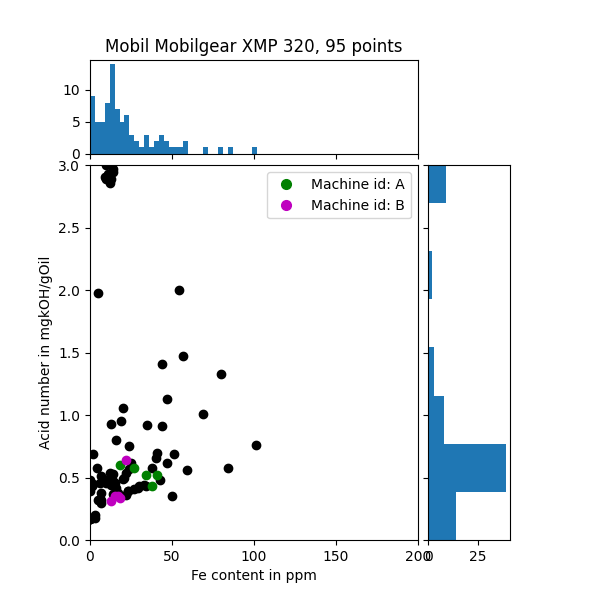 Mobil Mobilgear XMP 320, 95 points
10
5
0
3.0
2.5
2.0
1.5
1.0
0.5
0.0
Acid number in mgkOH/gOil
Machine id: A
Machine id: B
0 50 100 150 200
0 25
Fe content in ppm